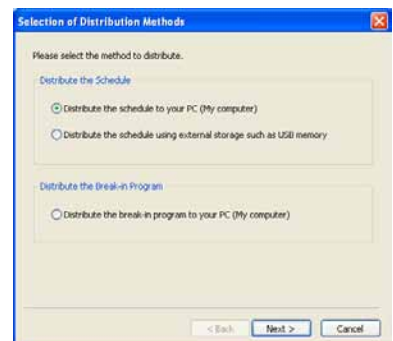 Selection of Distribution Methods
Please select the method to distribute.
Distribute the Schedule
Distribute the schedule to your PC (My computer)
Distribute the schedule using external storage such as USB memory
Distribute the Break-in Program
Distribute the break-in program to your PC (My computer)
< Back Next > Cancel